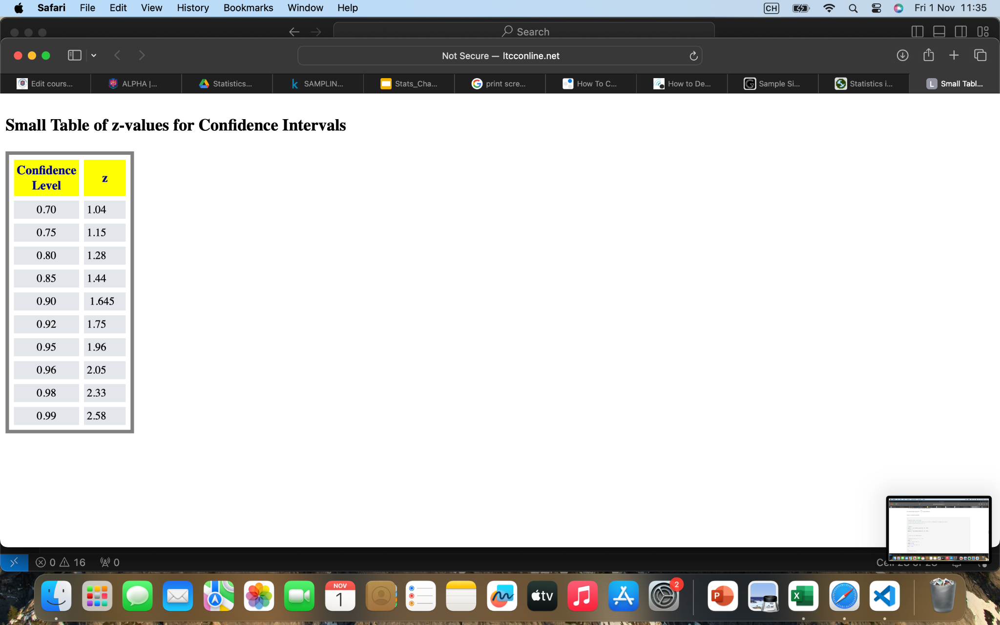 Safari File Edit View History Bookmarks Window Help CH Fri 1 Nov 11:35
Search
Not Secure — ltcconline.net
Edit cours... ALPHA |... Statistics... SAMPLIN... Stats_Cha... print scre... How To C... How to De... Sample Si... Statistics i... L Small Tabl...
Small Table of z-values for Confidence Intervals
Confidence Level z
0.70 1.04
0.75 1.15
0.80 1.28
0.85 1.44
0.90 1.645
0.92 1.75
0.95 1.96
0.96 2.05
0.98 2.33
0.99 2.58
0 16 0
NOV
1
tv
2
P
X